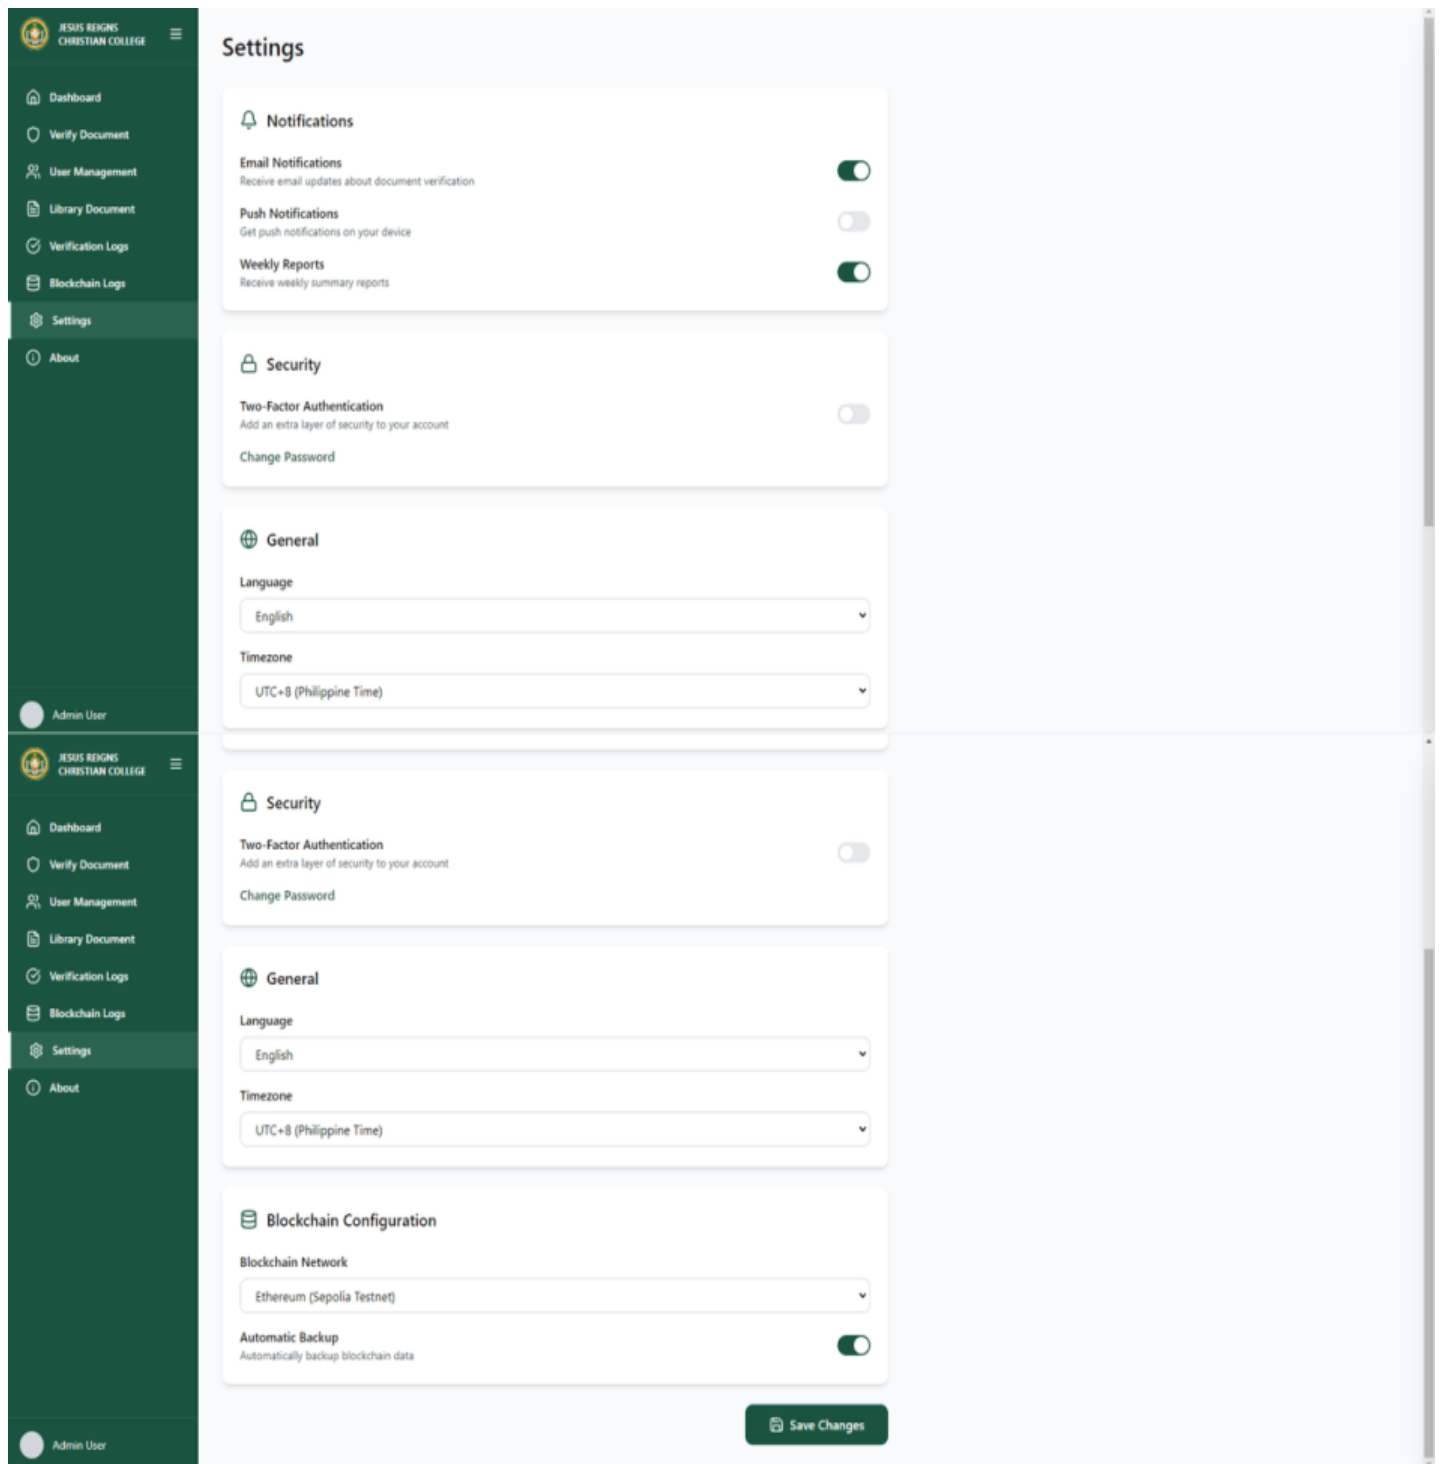 JESUS REIGNS
CHRISTIAN COLLEGE
Dashboard
Verify Document
User Management
Library Document
Verification Logs
Blockchain Logs
Settings
About
Admin User
Settings
Notifications
Email Notifications
Receive email updates about document verification
Push Notifications
Get push notifications on your device
Weekly Reports
Receive weekly summary reports
Security
Two-Factor Authentication
Add an extra layer of security to your account
Change Password
General
Language
English
Timezone
UTC+8 (Philippine Time)
JESUS REIGNS
CHRISTIAN COLLEGE
Dashboard
Verify Document
User Management
Library Document
Verification Logs
Blockchain Logs
Settings
About
Admin User
Security
Two-Factor Authentication
Add an extra layer of security to your account
Change Password
General
Language
English
Timezone
UTC+8 (Philippine Time)
Blockchain Configuration
Blockchain Network
Ethereum (Sepolia Testnet)
Automatic Backup
Automatically backup blockchain data
Save Changes